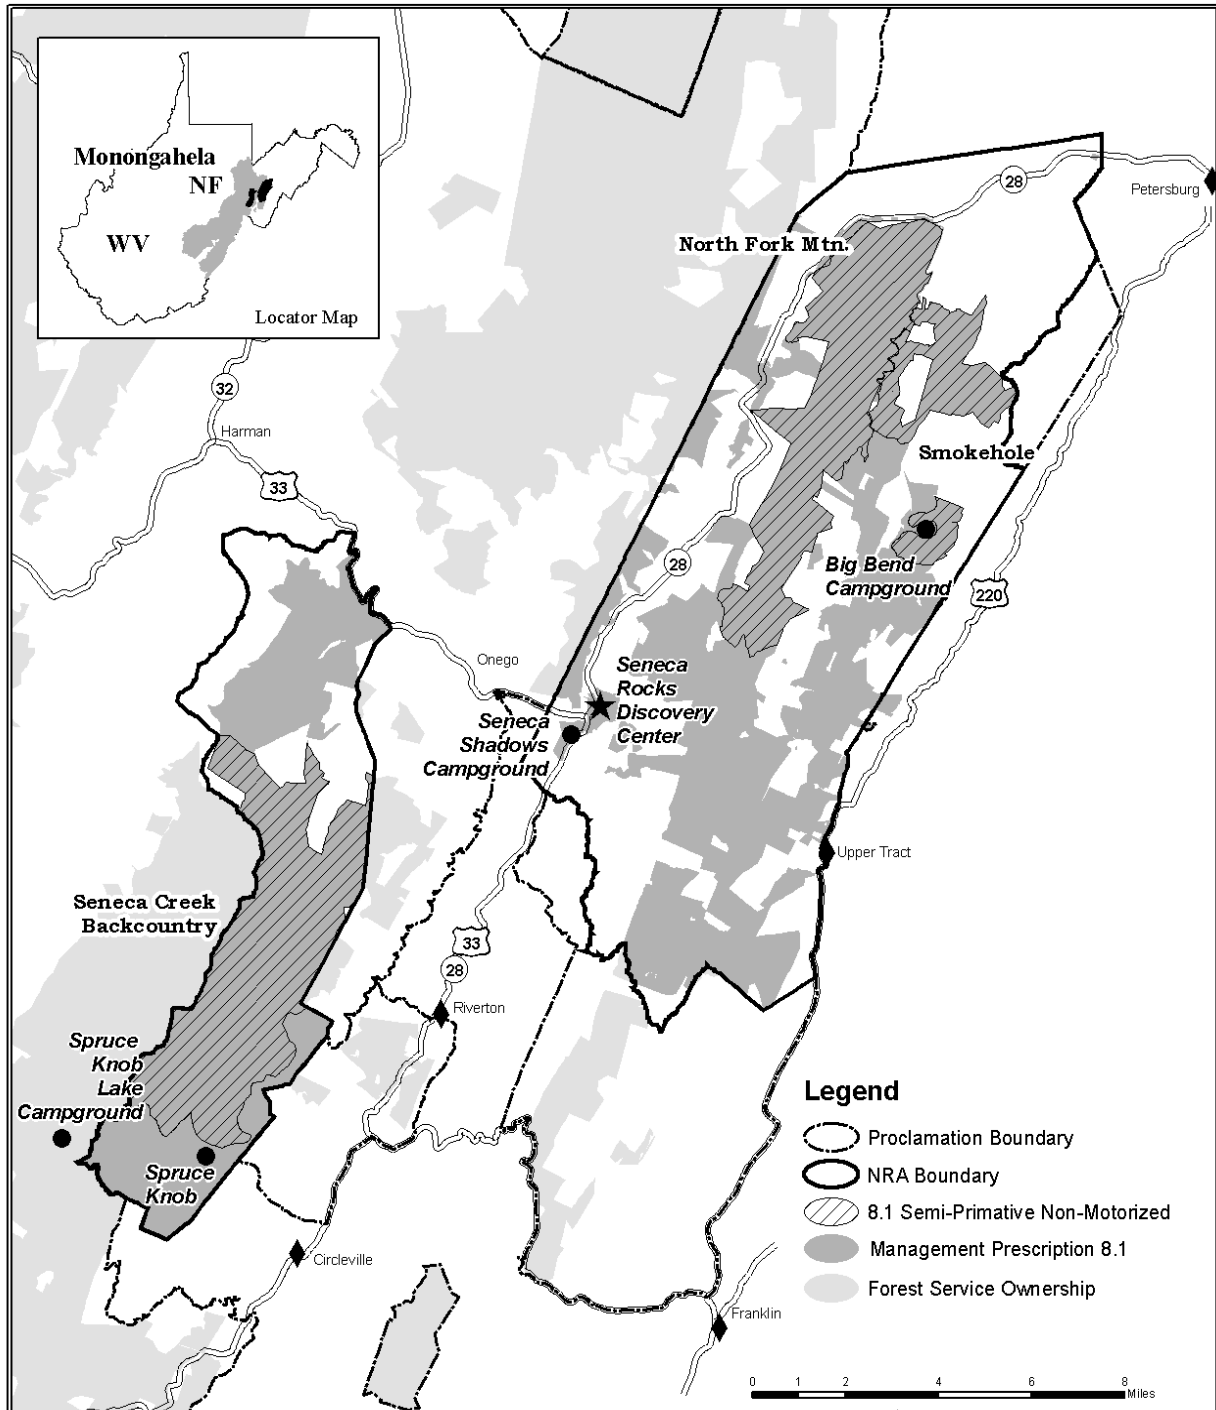 Monongahela
NF
WV
Locator Map
28
Petersburg
North Fork Mtn.
32
Harman
33
Smokehole
28
Big Bend
Campground
220
Onego
Seneca
Rocks
Discovery
Center
Seneca
Shadows
Campground
Upper Tract
Seneca Creek
Backcountry
33
28
Riverton
Spruce
Knob
Lake
Campground
Spruce
Knob
Circleville
Franklin
Legend
Proclamation Boundary
NRA Boundary
8.1 Semi-Primative Non-Motorized
Management Prescription 8.1
Forest Service Ownership
0 1 2 4 6 8
Miles